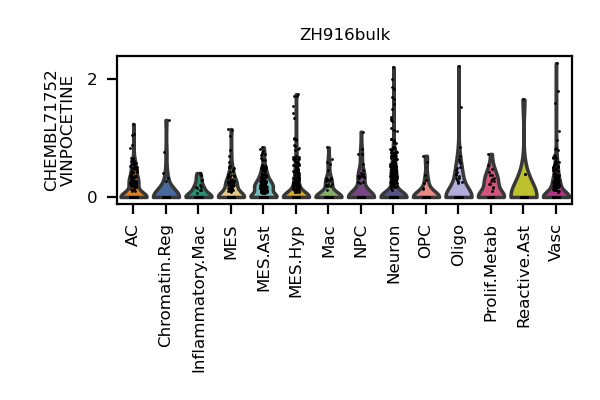 ZH916bulk
CHEMBL71752
VINPOCETINE
2
0
AC
Chromatin.Reg
Inflammatory.Mac
MES
MES.Ast
MES.Hyp
Mac
NPC
Neuron
OPC
Oligo
Prolif.Metab
Reactive.Ast
Vasc